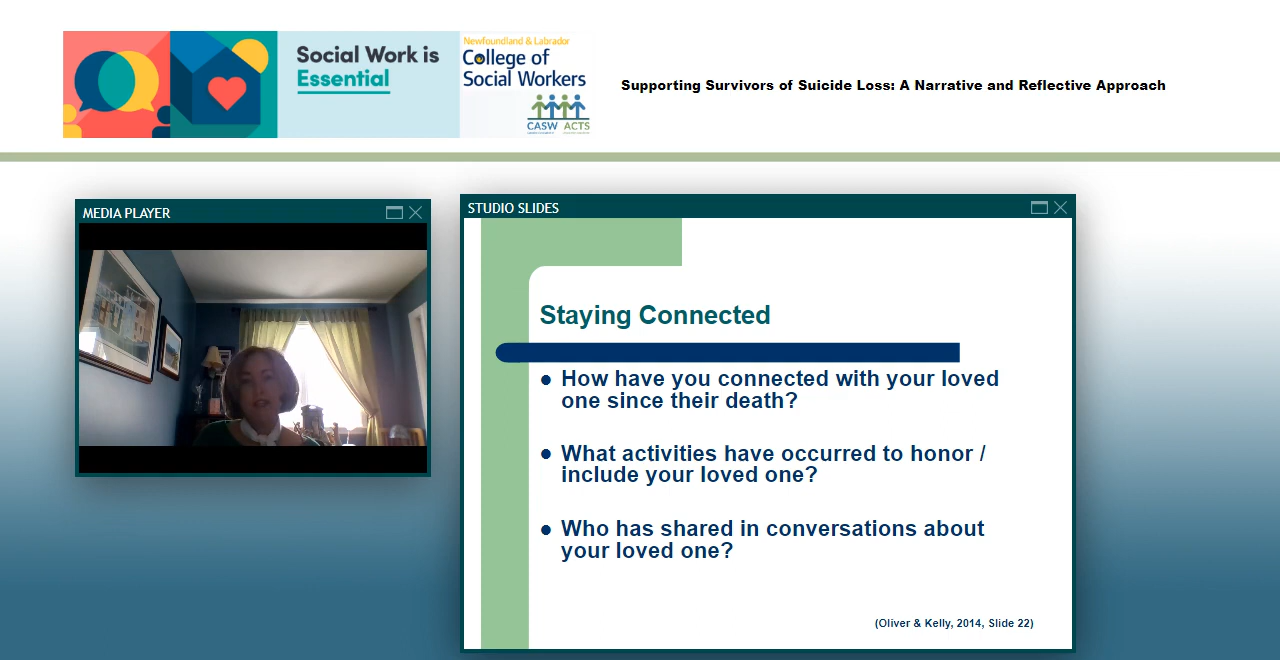 Social Work is
Essential
Newfoundland & Labrador
College of
Social Workers
CASW ACTS
Supporting Survivors of Suicide Loss: A Narrative and Reflective Approach
MEDIA PLAYER
STUDIO SLIDES
Staying Connected
• How have you connected with your loved
one since their death?
• What activities have occurred to honor /
include your loved one?
• Who has shared in conversations about
your loved one?
(Oliver & Kelly, 2014, Slide 22)